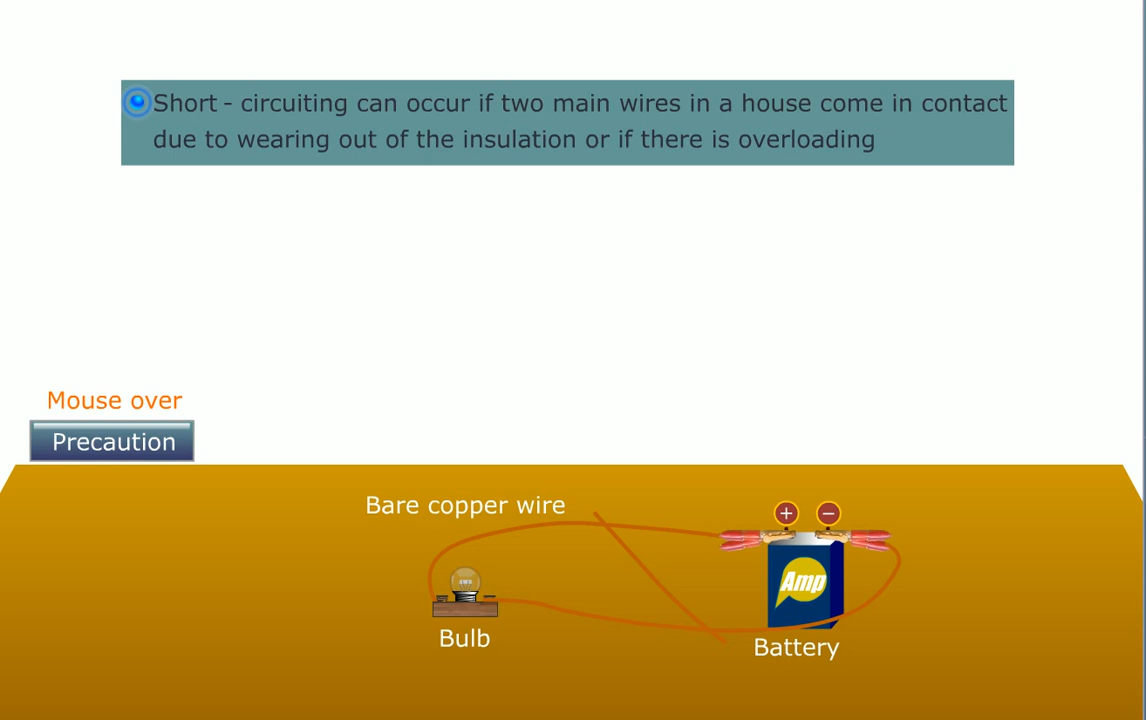 Short - circuiting can occur if two main wires in a house come in contact
due to wearing out of the insulation or if there is overloading
Mouse over
Precaution
Bare copper wire
+ −
Amp
Bulb
Battery